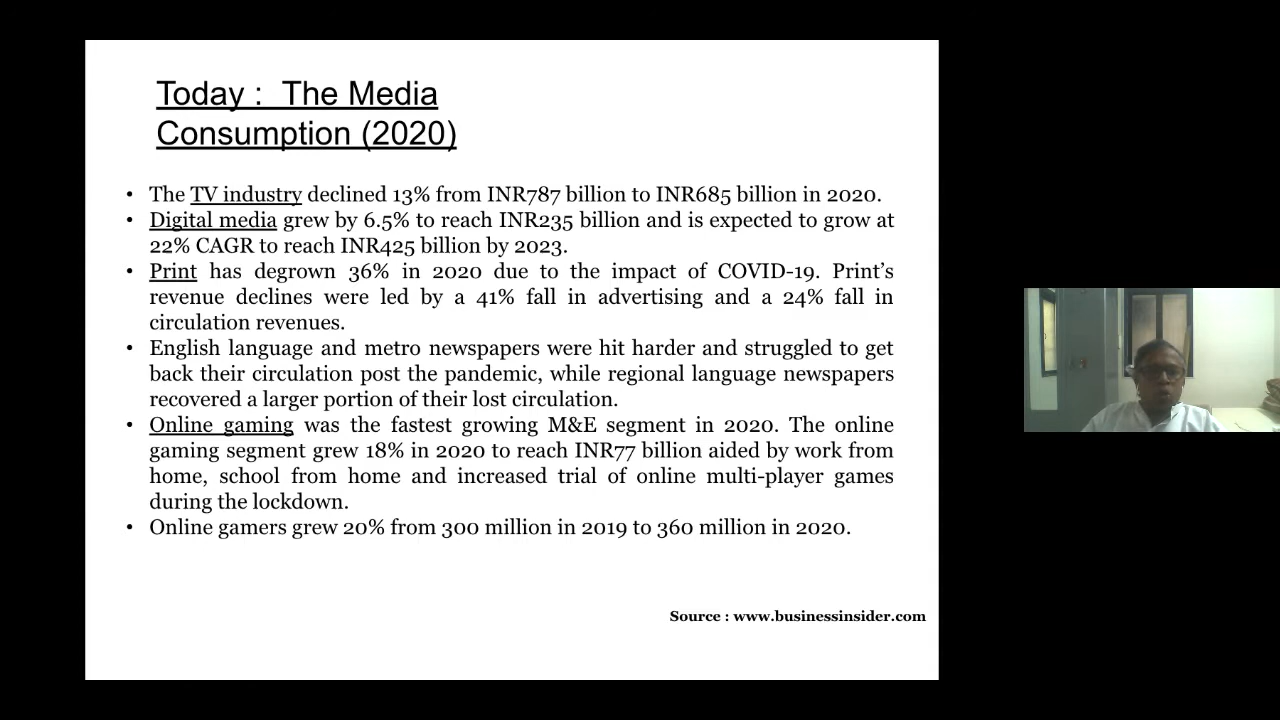 Today :  The Media
Consumption (2020)
• The TV industry declined 13% from INR787 billion to INR685 billion in 2020.
• Digital media grew by 6.5% to reach INR235 billion and is expected to grow at
22% CAGR to reach INR425 billion by 2023.
• Print has degrown 36% in 2020 due to the impact of COVID-19. Print’s
revenue declines were led by a 41% fall in advertising and a 24% fall in
circulation revenues.
• English language and metro newspapers were hit harder and struggled to get
back their circulation post the pandemic, while regional language newspapers
recovered a larger portion of their lost circulation.
• Online gaming was the fastest growing M&E segment in 2020. The online
gaming segment grew 18% in 2020 to reach INR77 billion aided by work from
home, school from home and increased trial of online multi-player games
during the lockdown.
• Online gamers grew 20% from 300 million in 2019 to 360 million in 2020.
Source : www.businessinsider.com